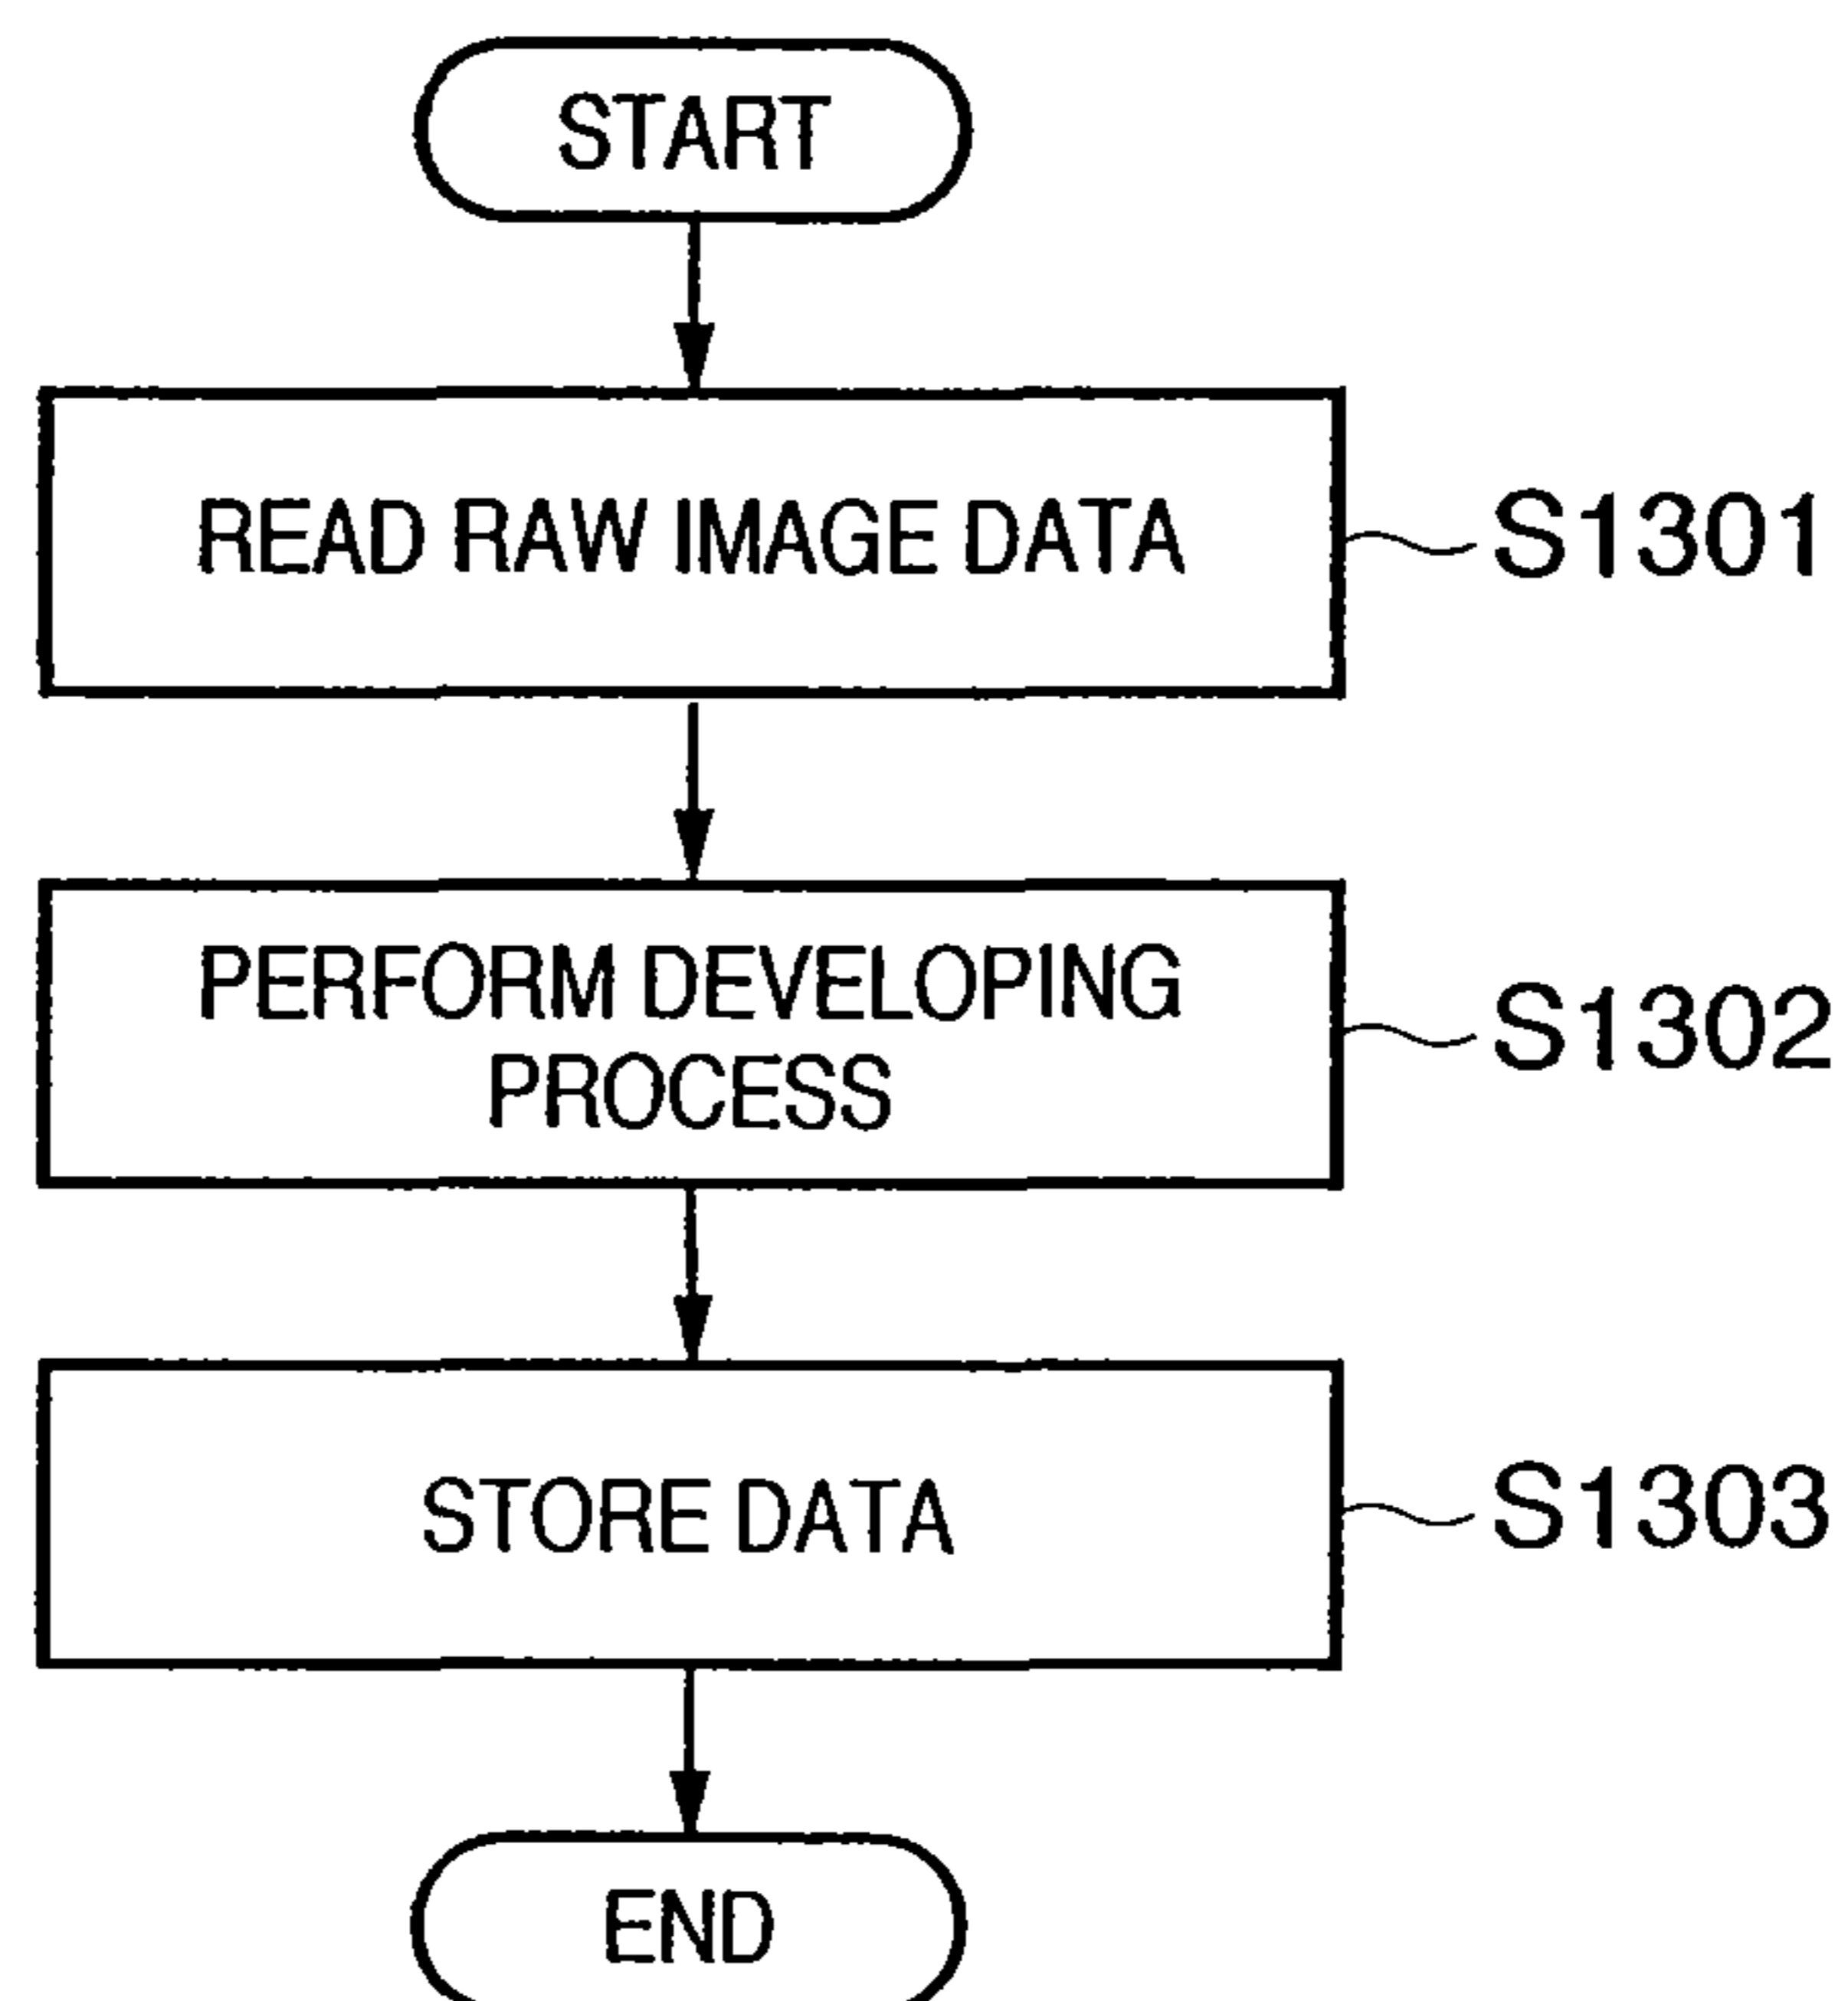 START
READ RAW IMAGE DATA
S1301
PERFORM DEVELOPING
PROCESS
S1302
STORE DATA
S1303
END